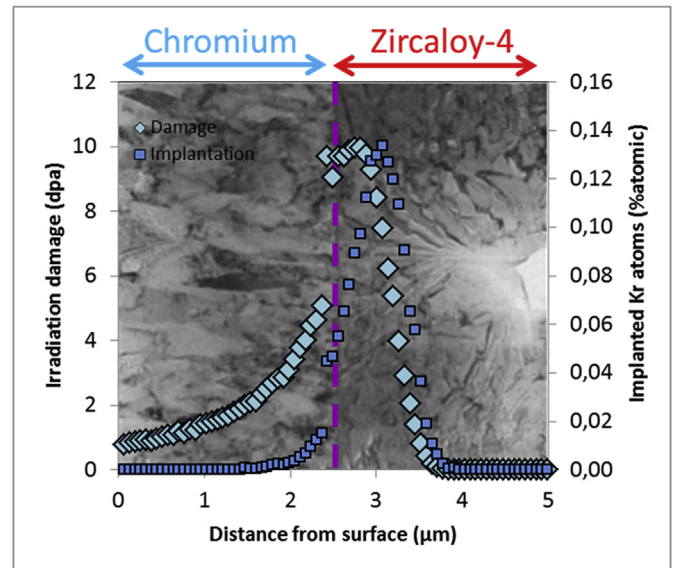 Chromium
Zircaloy-4
12
10
8
6
4
2
0
Irradiation damage (dpa)
Damage
Implantation
0,16
0,14
0,12
0,10
0,08
0,06
0,04
0,02
0,00
Implanted Kr atoms (%atomic)
0 1 2 3 4 5
Distance from surface (µm)